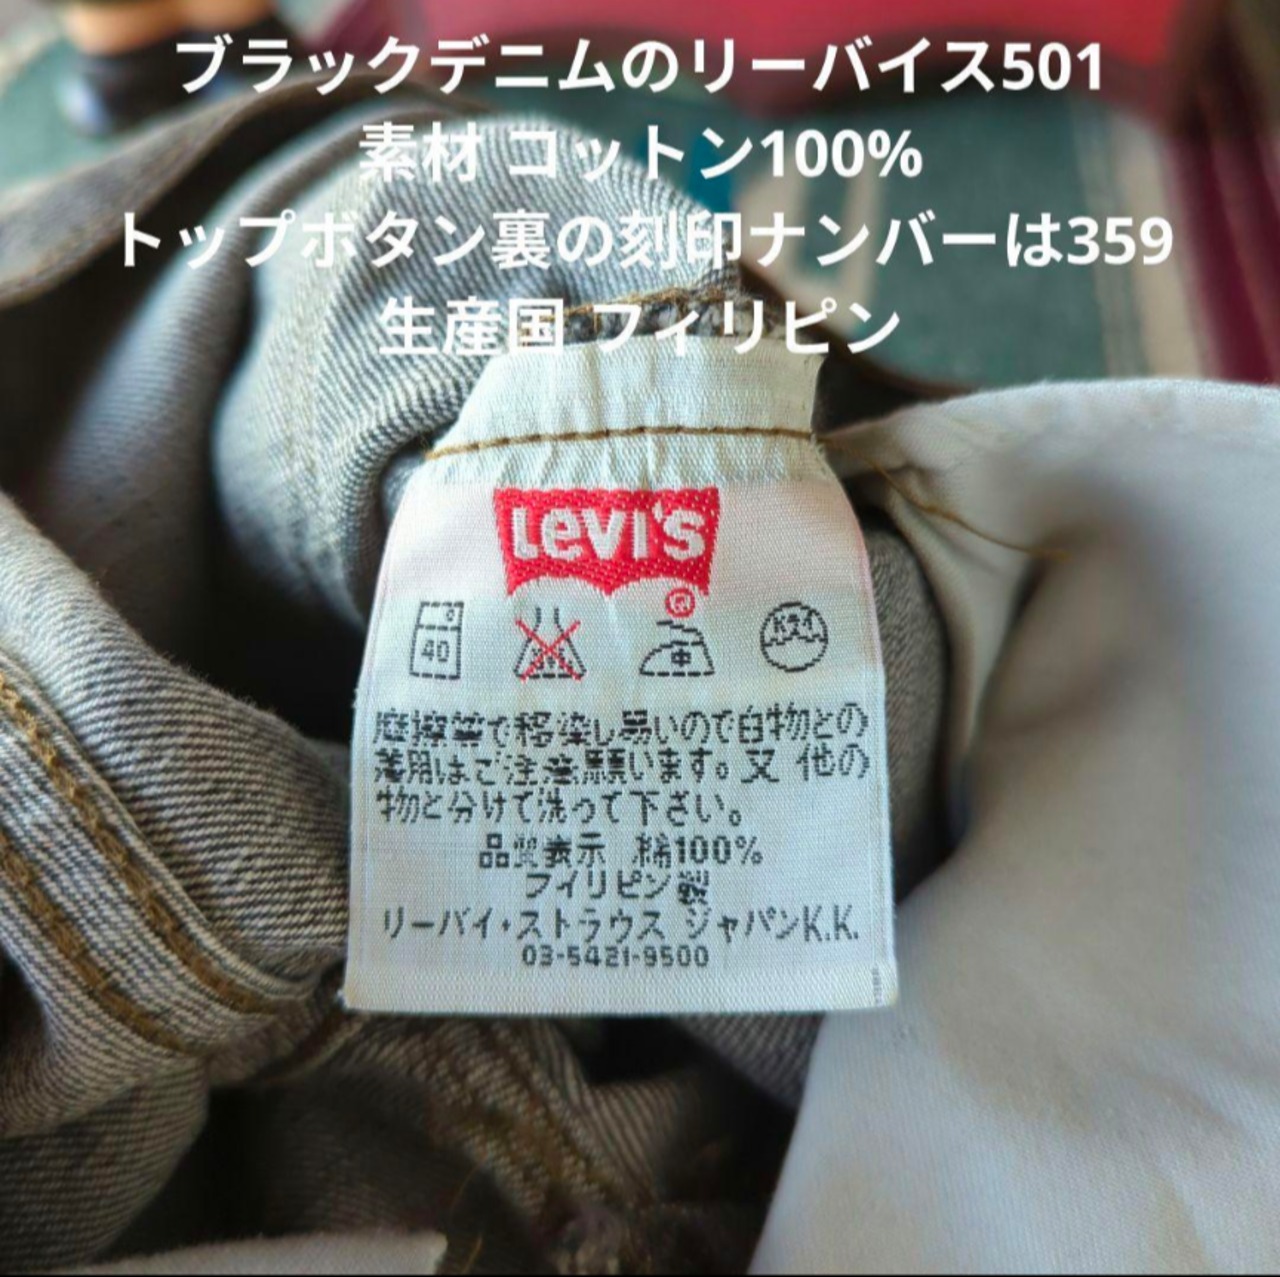 ブラックデニムのリーバイス501
素材 コットン100%
トップボタン裏の刻印ナンバーは359
生産国 フィリピン
LEVI'S
®
40
中
ドライ
摩擦等で移染し易いので白物との
着用はご注意願います。又 他の
物と分けて洗って下さい。
品質表示 綿100%
フィリピン製
リーバイ・ストラウス ジャパンK.K.
03-5421-9500